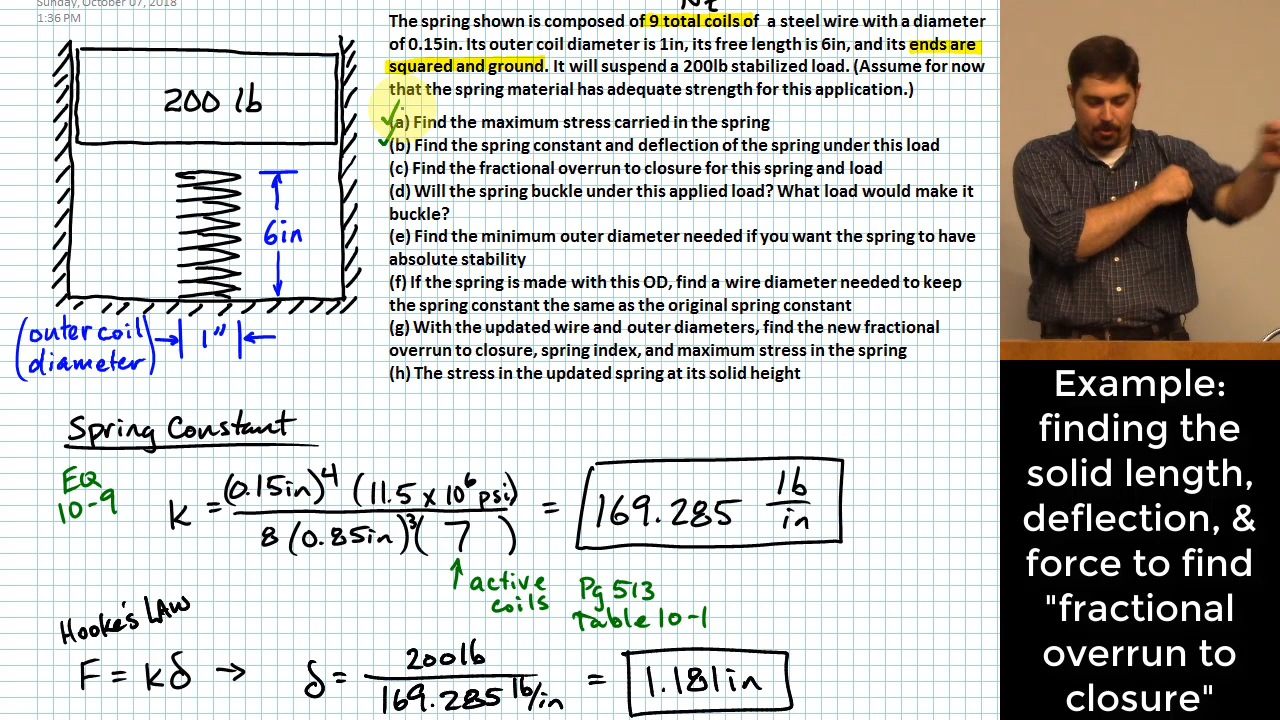 Sunday, October 07, 2018
1:36 PM
The spring shown is composed of 9 total coils of a steel wire with a diameter
of 0.15in. Its outer coil diameter is 1in, its free length is 6in, and its ends are
squared and ground. It will suspend a 200lb stabilized load. (Assume for now
that the spring material has adequate strength for this application.)
(a) Find the maximum stress carried in the spring
(b) Find the spring constant and deflection of the spring under this load
(c) Find the fractional overrun to closure for this spring and load
(d) Will the spring buckle under this applied load? What load would make it
buckle?
(e) Find the minimum outer diameter needed if you want the spring to have
absolute stability
(f) If the spring is made with this OD, find a wire diameter needed to keep
the spring constant the same as the original spring constant
(g) With the updated wire and outer diameters, find the new fractional
overrun to closure, spring index, and maximum stress in the spring
(h) The stress in the updated spring at its solid height
200 lb
6in
(outer coil diameter)
1"
Spring Constant
EQ
10-9
k = (0.15in)^4 (11.5 x 10^6 psi) / 8 (0.85in)^3 ( 7 ) = 169.285 lb/in
active
coils
Pg 513
Table 10-1
Hooke's LAW
F = kδ → δ = 200lb / 169.285 lb/in = 1.181in
Example:
finding the
solid length,
deflection, &
force to find
"fractional
overrun to
closure"